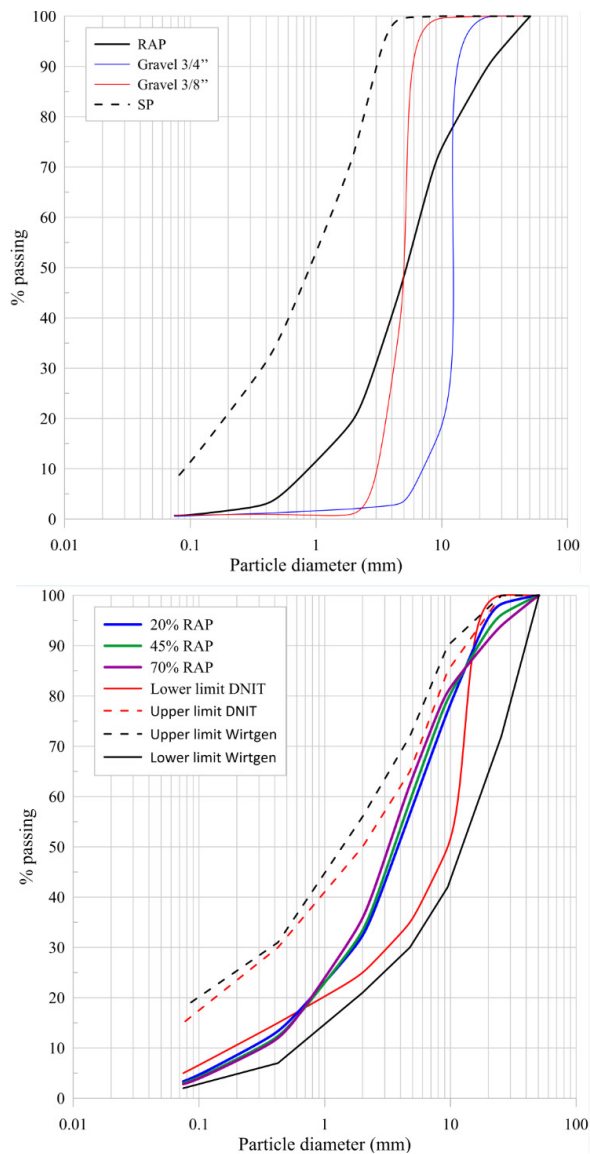 100
90
80
70
60
50
40
30
20
10
0
% passing
RAP
Gravel 3/4’’
Gravel 3/8’’
SP
0.01 0.1 1 10 100
Particle diameter (mm)
100
90
80
70
60
50
40
30
20
10
0
% passing
20% RAP
45% RAP
70% RAP
Lower limit DNIT
Upper limit DNIT
Upper limit Wirtgen
Lower limit Wirtgen
0.01 0.1 1 10 100
Particle diameter (mm)